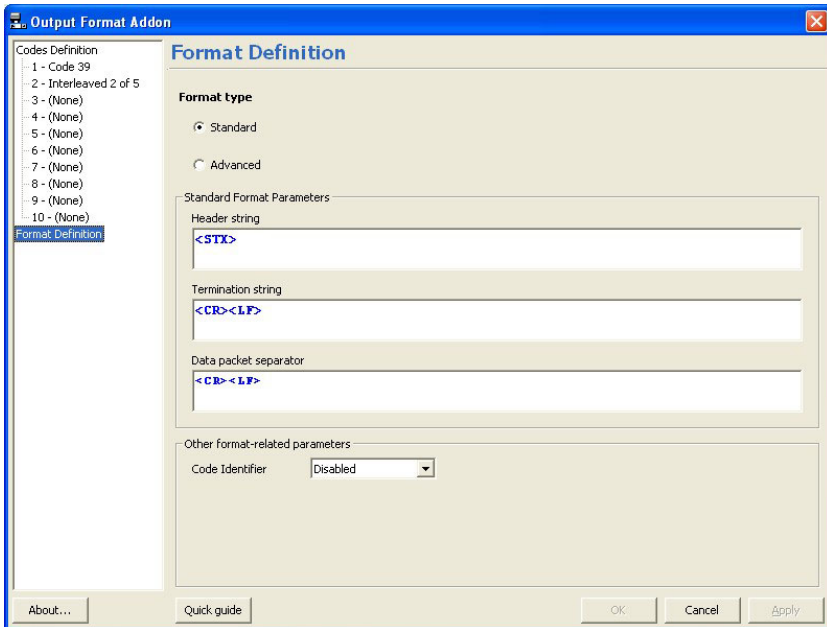 Output Format Addon
Codes Definition
1 - Code 39
2 - Interleaved 2 of 5
3 - (None)
4 - (None)
5 - (None)
6 - (None)
7 - (None)
8 - (None)
9 - (None)
10 - (None)
Format Definition
Format Definition
Format type
Standard
Advanced
Standard Format Parameters
Header string
<STX>
Termination string
<CR><LF>
Data packet separator
<CR><LF>
Other format-related parameters
Code Identifier Disabled
About... Quick guide OK Cancel Apply